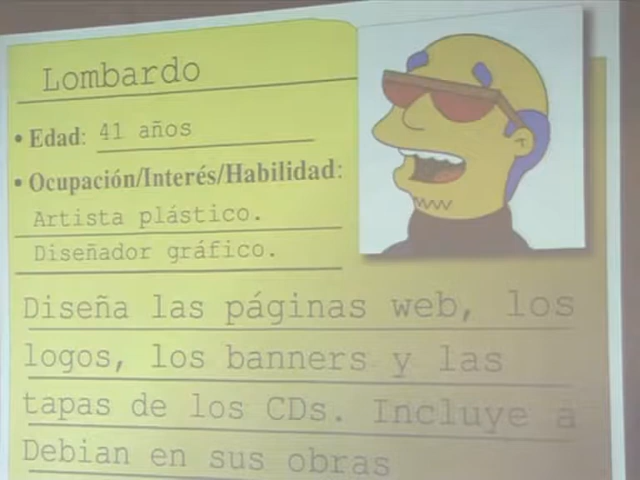 Lombardo
• Edad: 41 años
• Ocupación/Interés/Habilidad:
Artista plástico.
Diseñador gráfico.
Diseña las páginas web, los
logos, los banners y las
tapas de los CDs. Incluye a
Debian en sus obras